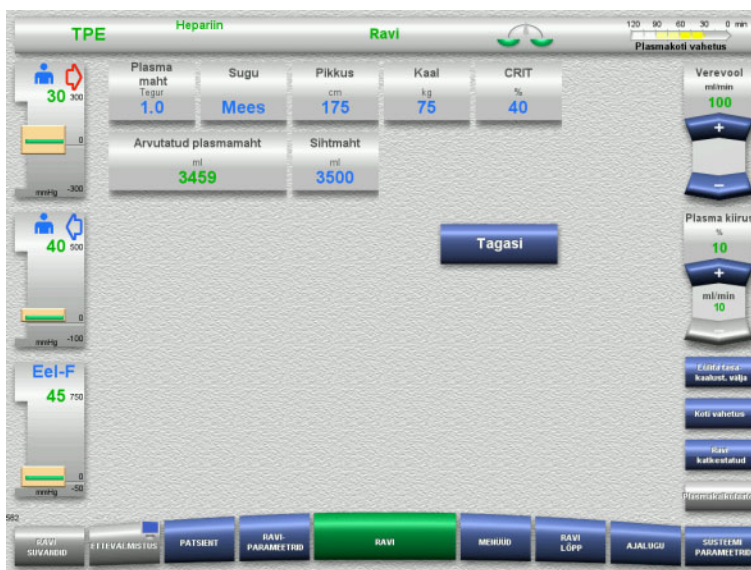 TPE
Hepariin
Ravi
120 90 60 30 0 min
Plasmakoti vahetus
30
300
0
mmHg -300
Plasma
maht
Tegur
1.0
Sugu
Mees
Pikkus
cm
175
Kaal
kg
75
CRIT
%
40
Arvutatud plasmamaht
ml
3459
Sihtmaht
ml
3500
Verevool
ml/min
100
+
−
40
500
0
mmHg -100
Tagasi
Plasma kiirus
%
10
+
ml/min
10
−
Eel-F
45
750
0
mmHg -50
kaalust. välja
Koti vahetus
Ravi
katkestatud
582
RAVI
SUVANDID
ETTEVALMISTUS
PATSIENT
RAVI-
PARAMEETRID
RAVI
MENÜÜD
RAVI
LÕPP
AJALUGU
SÜSTEEMI
PARAMEETRID